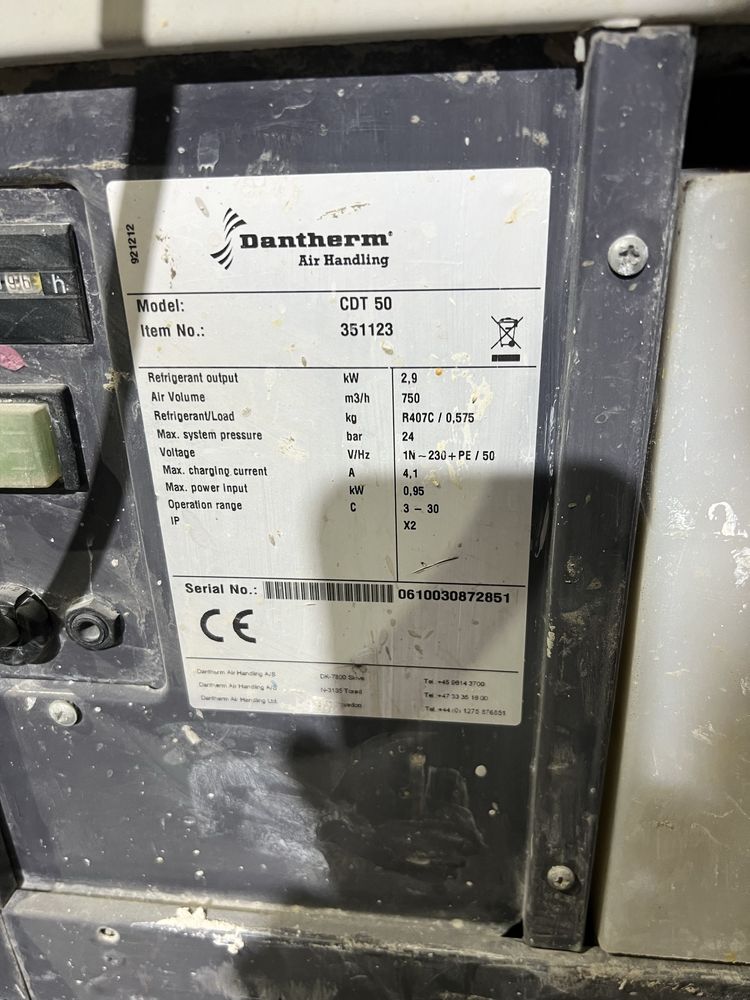 921212
Dantherm
Air Handling
Model: CDT 50
Item No.: 351123
h
Refrigerant output kW 2,9
Air Volume m3/h 750
Refrigerant/Load kg R407C / 0,575
Max. system pressure bar 24
Voltage V/Hz 1N ~ 230 + PE / 50
Max. charging current A 4,1
Max. power input kW 0,95
Operation range C 3 - 30
IP X2
Serial No.: 0610030872851
CE
Dantherm Air Handling A/S DK-7800 Skive Tel. +45 9614 3700
Dantherm Air Handling A/S N-3135 Torød Tel. +47 33 35 16 00
Dantherm Air Handling Ltd. Tel. +44 (0) 1275 876851